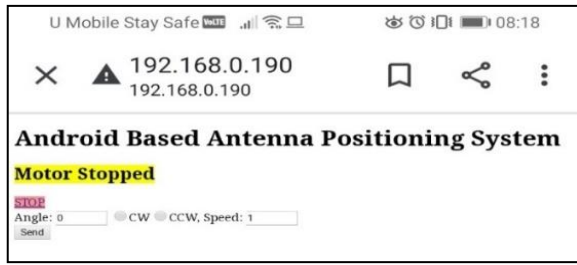 U Mobile Stay Safe VoLTE 08:18
192.168.0.190
192.168.0.190
Android Based Antenna Positioning System
Motor Stopped
STOP
Angle: 0 CW CCW, Speed: 1
Send